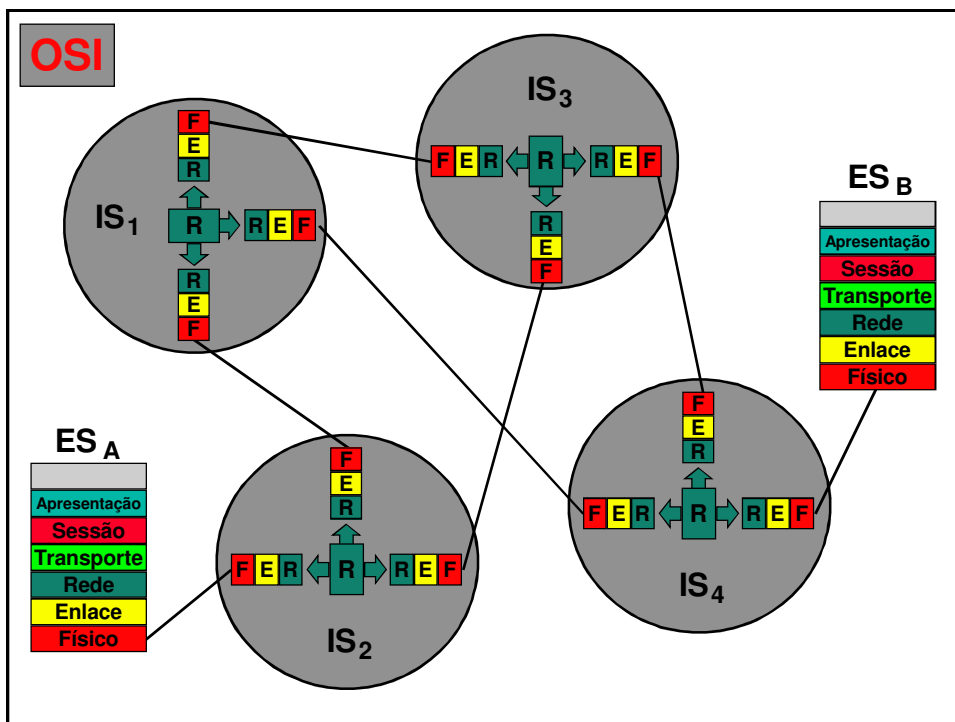 OSI
IS1
F
E
R
R
R E F
R
E
F
IS3
F E R
R
R E F
R
E
F
ES B
Apresentação
Sessão
Transporte
Rede
Enlace
Físico
ES A
Apresentação
Sessão
Transporte
Rede
Enlace
Físico
F
E
R
F E R
R
R E F
IS2
F
E
R
F E R
R
R E F
IS4